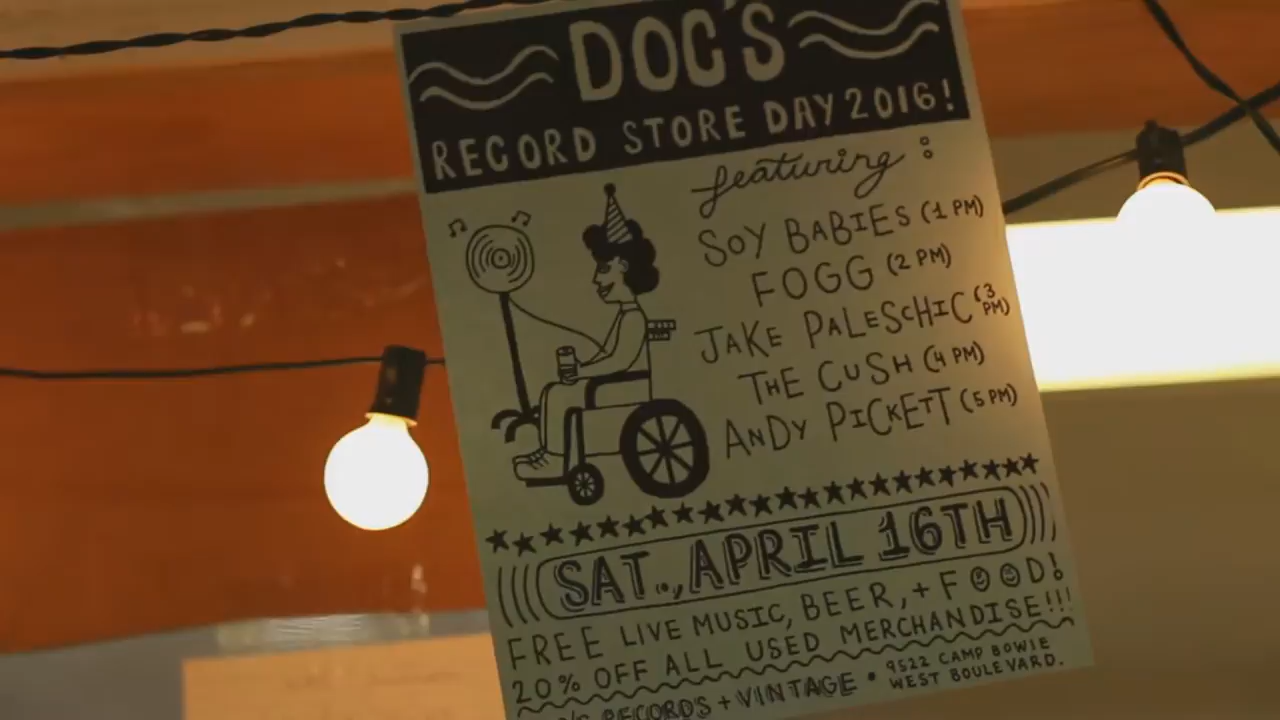 DOC'S
RECORD STORE DAY 2016!
featuring:
SOY BABIES (1 PM)
FOGG (2 PM)
JAKE PALESCHIC (3 PM)
THE CUSH (4 PM)
ANDY PICKETT (5 PM)
SAT., APRIL 16TH
FREE LIVE MUSIC, BEER, + FOOD!
20% OFF ALL USED MERCHANDISE!!!
RECORDS + VINTAGE • 9522 CAMP BOWIE
WEST BOULEVARD.